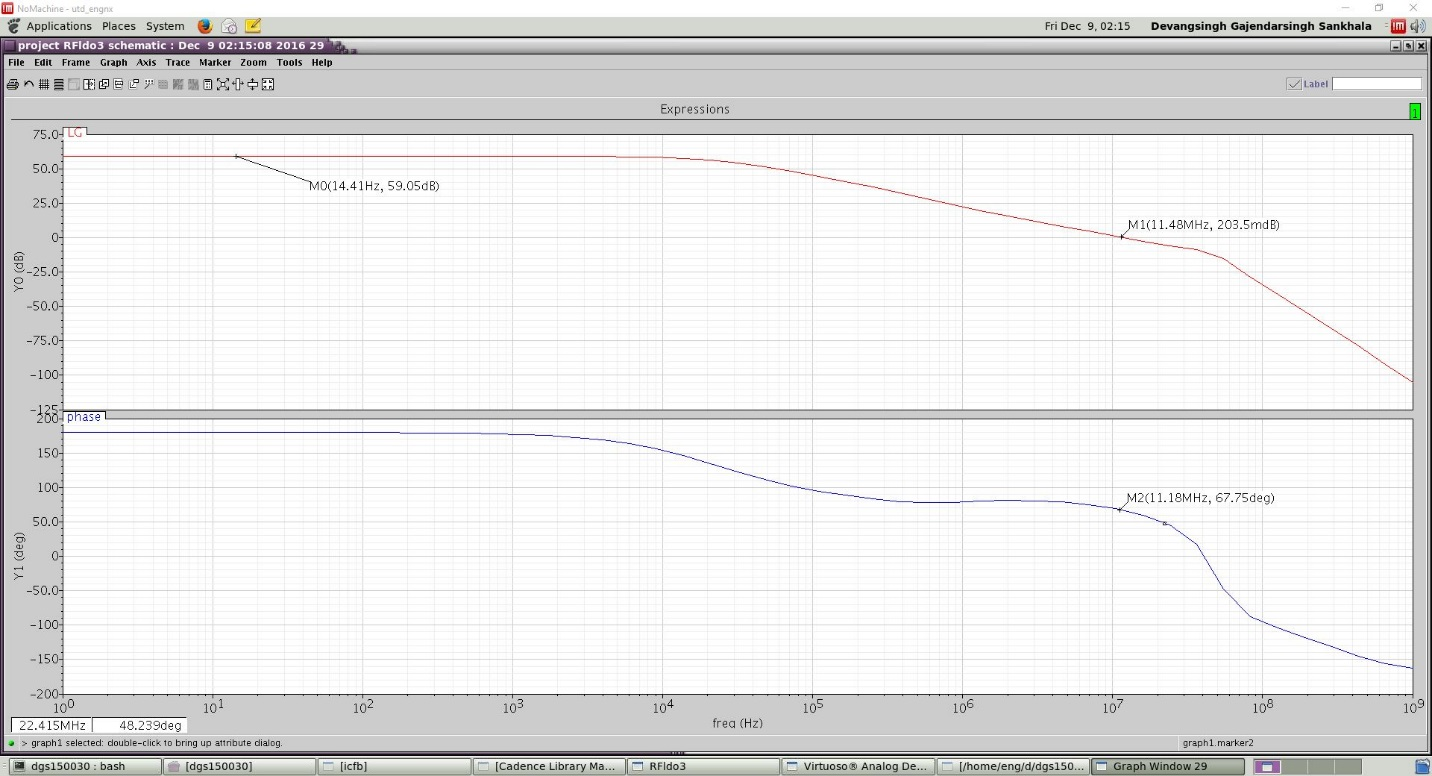 NoMachine - utd_engnx
Applications Places System Fri Dec 9, 02:15 Devangsingh Gajendarsingh Sankhala
project RFldo3 schematic : Dec 9 02:15:08 2016 29
File Edit Frame Graph Axis Trace Marker Zoom Tools Help
Label
Expressions
1
75.0
LG
50.0
M0(14.41Hz, 59.05dB)
25.0
M1(11.48MHz, 203.5mdB)
0
Y0 (dB)
-25.0
-50.0
-75.0
-100
-125
200
phase
150
100
M2(11.18MHz, 67.75deg)
50.0
0
Y1 (deg)
-50.0
-100
-150
-200
10^0 10^1 10^2 10^3 10^4 10^5 10^6 10^7 10^8 10^9
freq (Hz)
22.415MHz 48.239deg
> graph1 selected: double-click to bring up attribute dialog. graph1.marker2
dgs150030 : bash [dgs150030] [icfb] [Cadence Library Ma... RFldo3 Virtuoso® Analog De... [/home/eng/d/dgs150... Graph Window 29